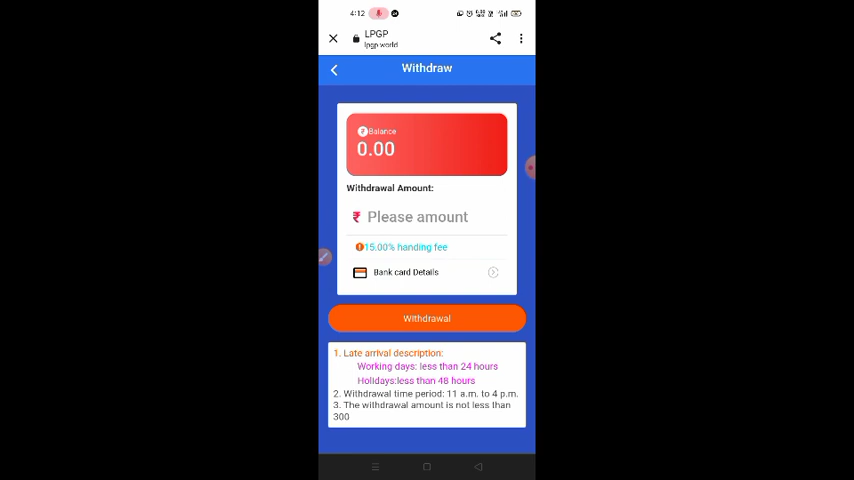 4:12
LPGP
lpgp.world
Withdraw
₹ Balance
0.00
Withdrawal Amount:
₹ Please amount
15.00% handing fee
Bank card Details
Withdrawal
1. Late arrival description:
Working days: less than 24 hours
Holidays:less than 48 hours
2. Withdrawal time period: 11 a.m. to 4 p.m.
3. The withdrawal amount is not less than
300